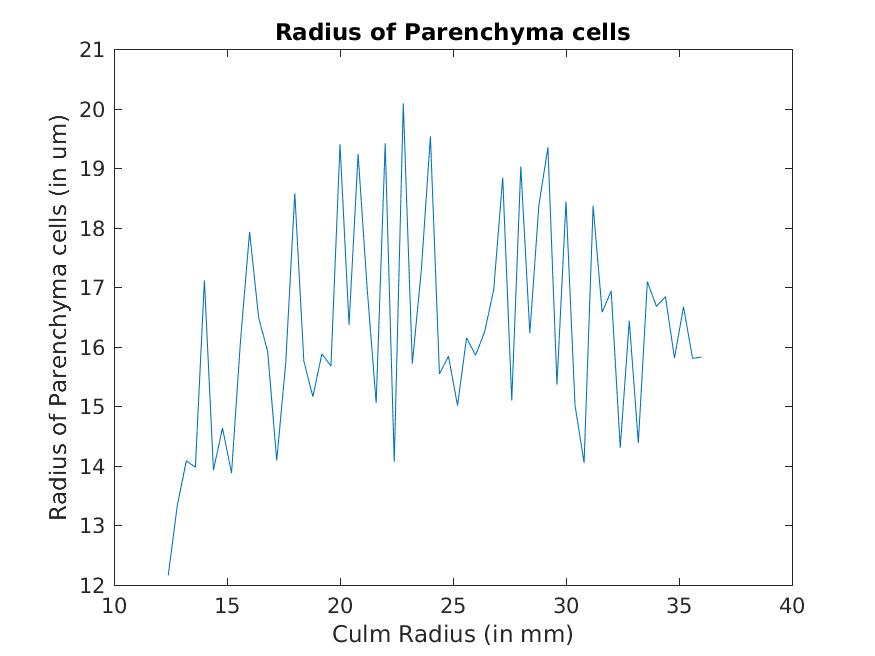 Radius of Parenchyma cells
Radius of Parenchyma cells (in um)
21
20
19
18
17
16
15
14
13
12
10 15 20 25 30 35 40
Culm Radius (in mm)